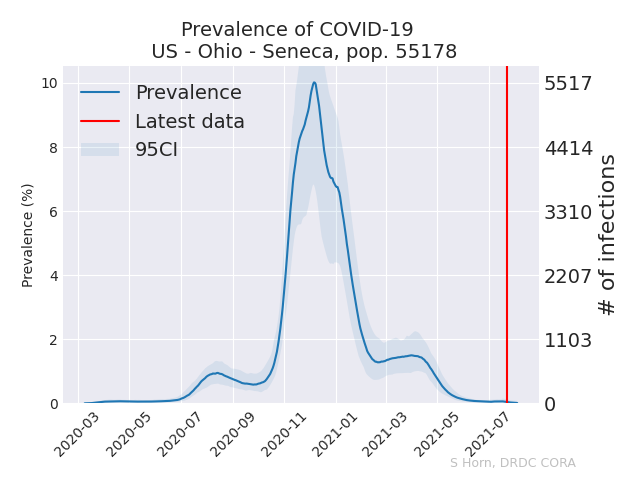 Prevalence of COVID-19
US - Ohio - Seneca, pop. 55178
Prevalence
Latest data
95CI
Prevalence (%)
10
8
6
4
2
0
5517
4414
3310
2207
1103
0
# of infections
2020-03
2020-05
2020-07
2020-09
2020-11
2021-01
2021-03
2021-05
2021-07
S Horn, DRDC CORA